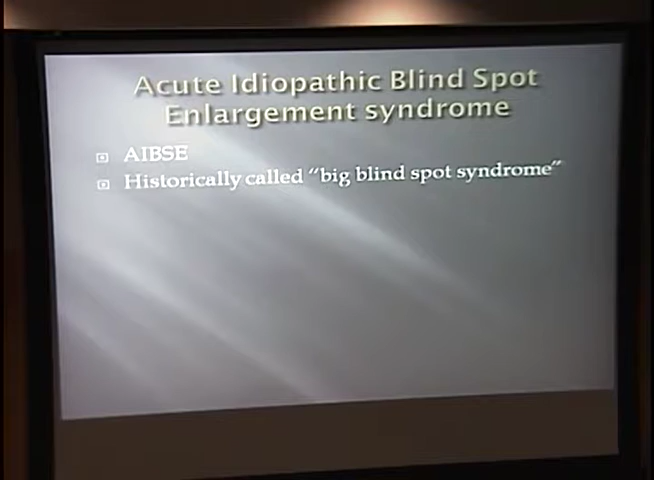 Acute Idiopathic Blind Spot
Enlargement syndrome
AIBSE
Historically called “big blind spot syndrome”